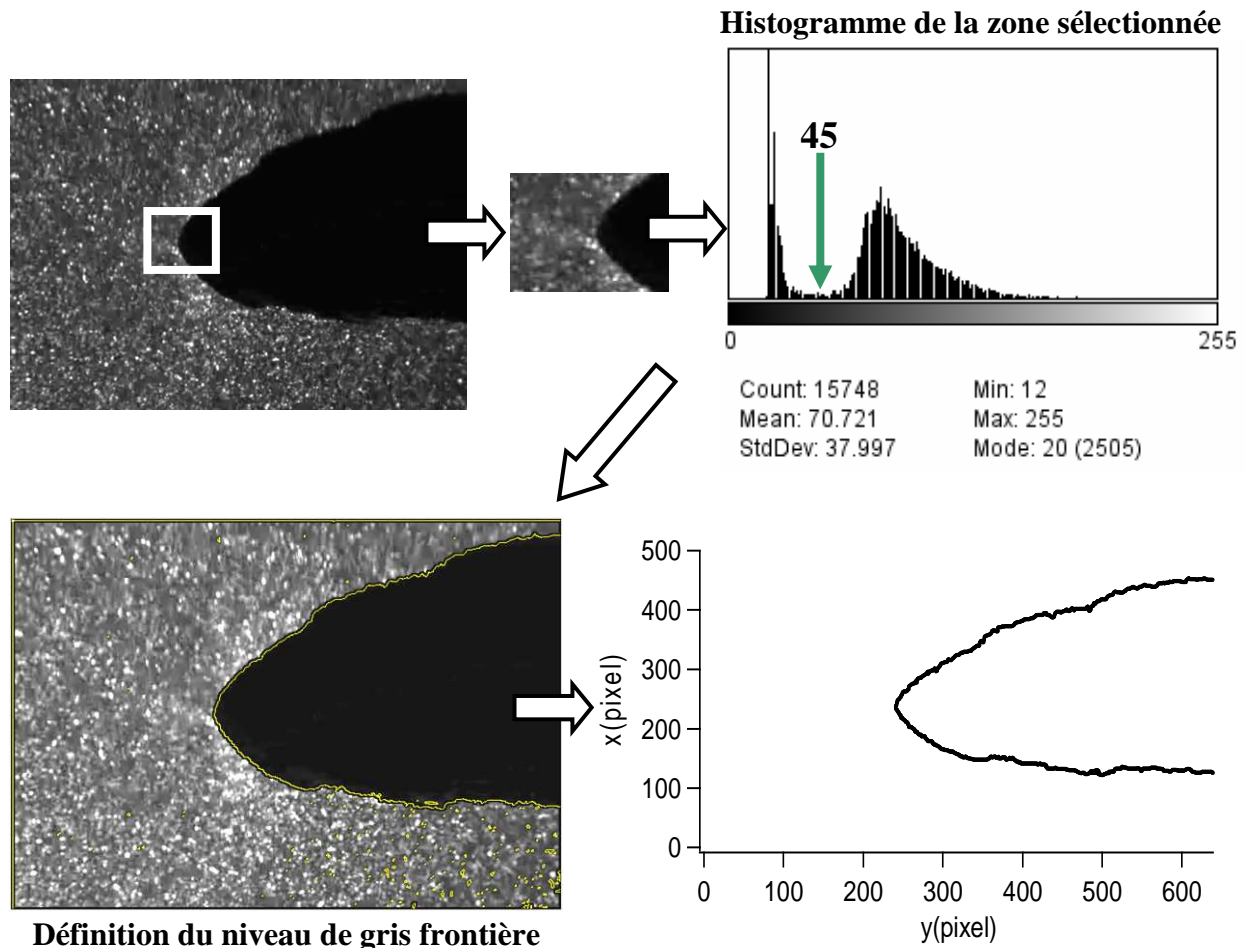 Histogramme de la zone sélectionnée
45
0 255
Count: 15748 Min: 12
Mean: 70.721 Max: 255
StdDev: 37.997 Mode: 20 (2505)
500
400
300
200
100
0
x(pixel)
0 100 200 300 400 500 600
y(pixel)
Définition du niveau de gris frontière